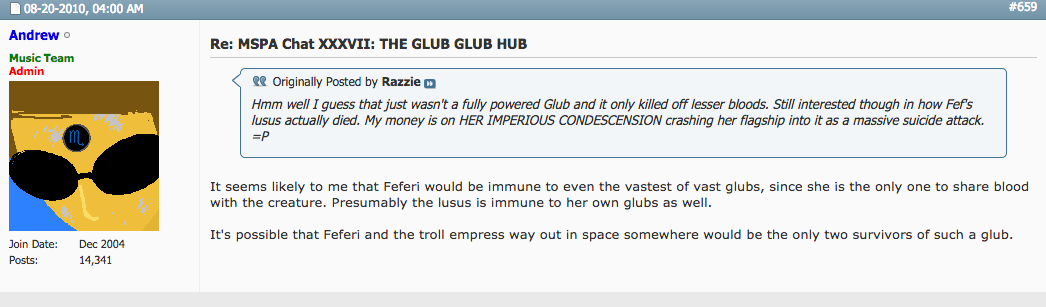 08-20-2010, 04:00 AM
#659
Andrew
Music Team
Admin
♏
Join Date: Dec 2004
Posts: 14,341
Re: MSPA Chat XXXVII: THE GLUB GLUB HUB
Originally Posted by Razzie
Hmm well I guess that just wasn't a fully powered Glub and it only killed off lesser bloods. Still interested though in how Fef's
lusus actually died. My money is on HER IMPERIOUS CONDESCENSION crashing her flagship into it as a massive suicide attack.
=P
It seems likely to me that Feferi would be immune to even the vastest of vast glubs, since she is the only one to share blood
with the creature. Presumably the lusus is immune to her own glubs as well.
It's possible that Feferi and the troll empress way out in space somewhere would be the only two survivors of such a glub.